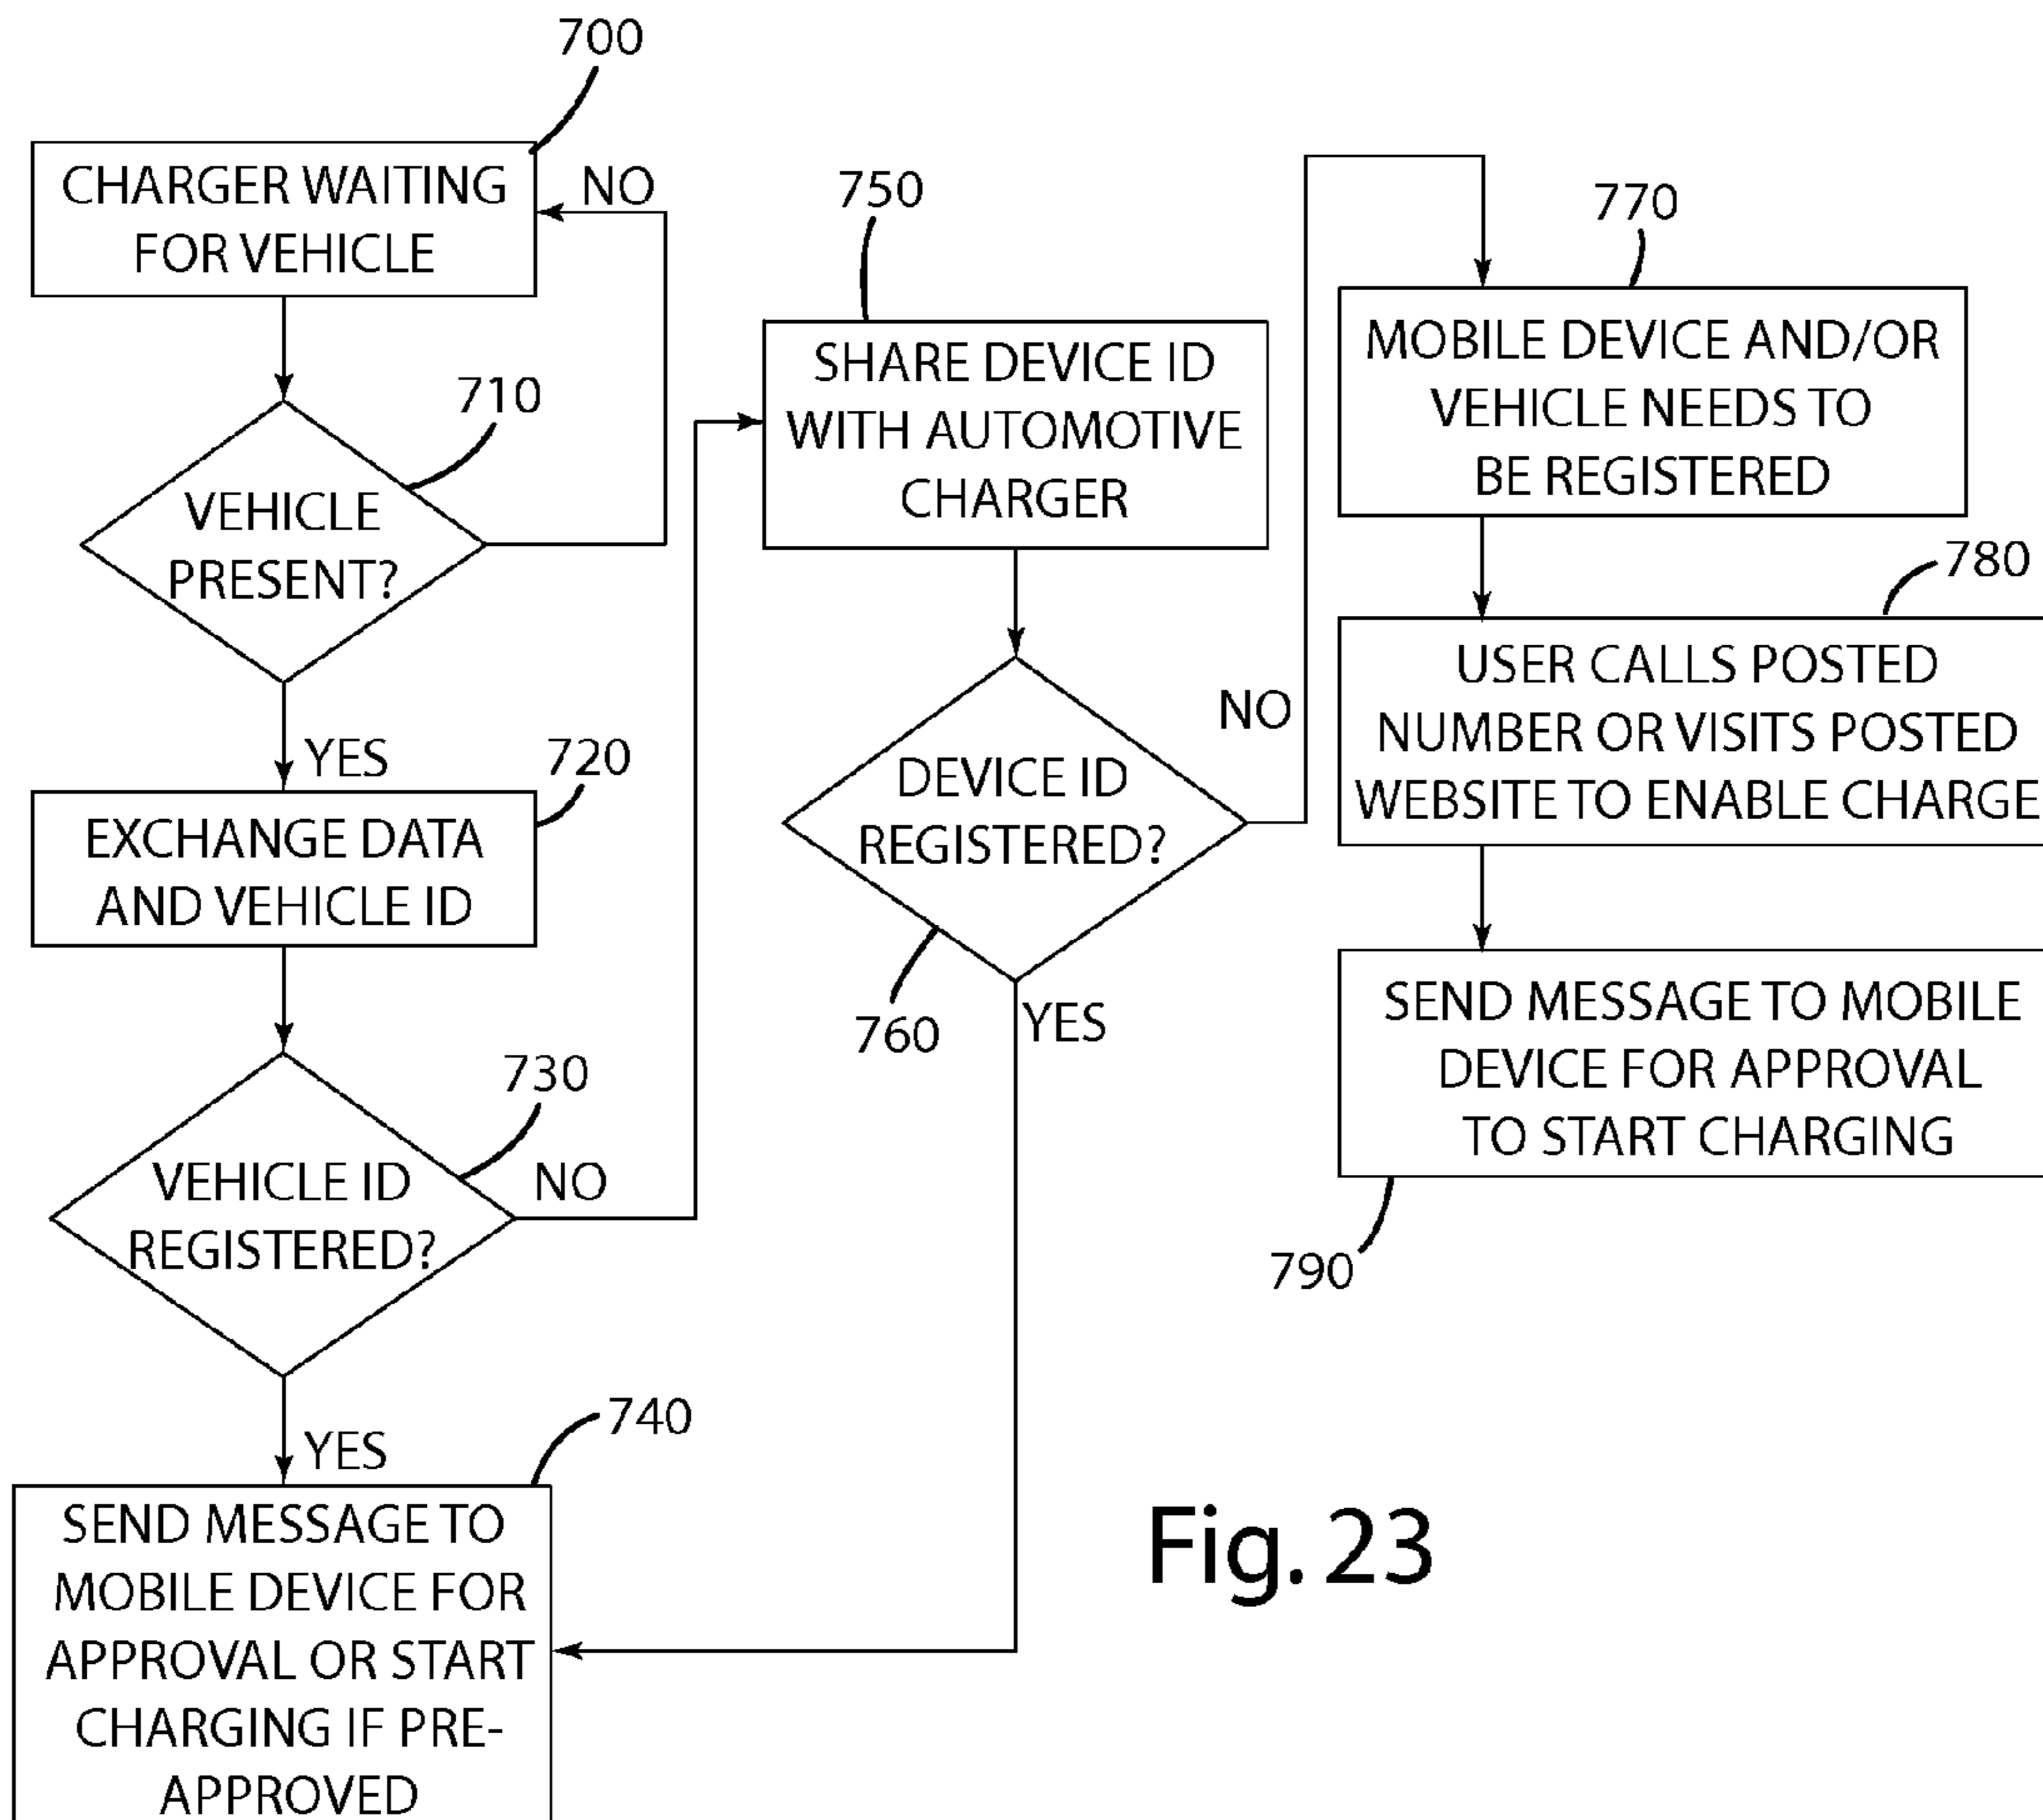 700
CHARGER WAITING
FOR VEHICLE
NO
710
VEHICLE
PRESENT?
YES
720
EXCHANGE DATA
AND VEHICLE ID
730
VEHICLE ID
REGISTERED?
NO
YES
740
SEND MESSAGE TO
MOBILE DEVICE FOR
APPROVAL OR START
CHARGING IF PRE-
APPROVED
750
SHARE DEVICE ID
WITH AUTOMOTIVE
CHARGER
DEVICE ID
REGISTERED?
NO
760
YES
770
MOBILE DEVICE AND/OR
VEHICLE NEEDS TO
BE REGISTERED
780
USER CALLS POSTED
NUMBER OR VISITS POSTED
WEBSITE TO ENABLE CHARGE
SEND MESSAGE TO MOBILE
DEVICE FOR APPROVAL
TO START CHARGING
790
Fig. 23